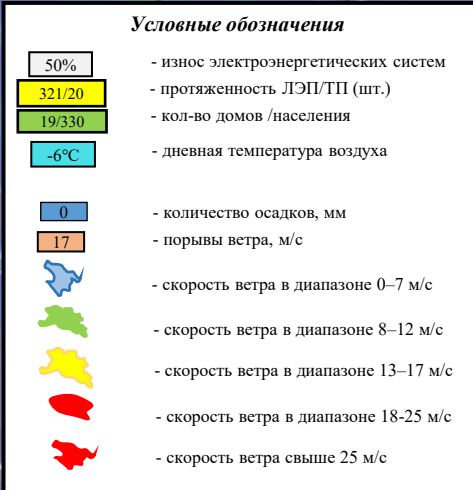 Условные обозначения
50% - износ электроэнергетических систем
321/20 - протяженность ЛЭП/ТП (шт.)
19/330 - кол-во домов /населения
-6°С - дневная температура воздуха
0 - количество осадков, мм
17 - порывы ветра, м/с
- скорость ветра в диапазоне 0–7 м/с
- скорость ветра в диапазоне 8–12 м/с
- скорость ветра в диапазоне 13–17 м/с
- скорость ветра в диапазоне 18-25 м/с
- скорость ветра свыше 25 м/с